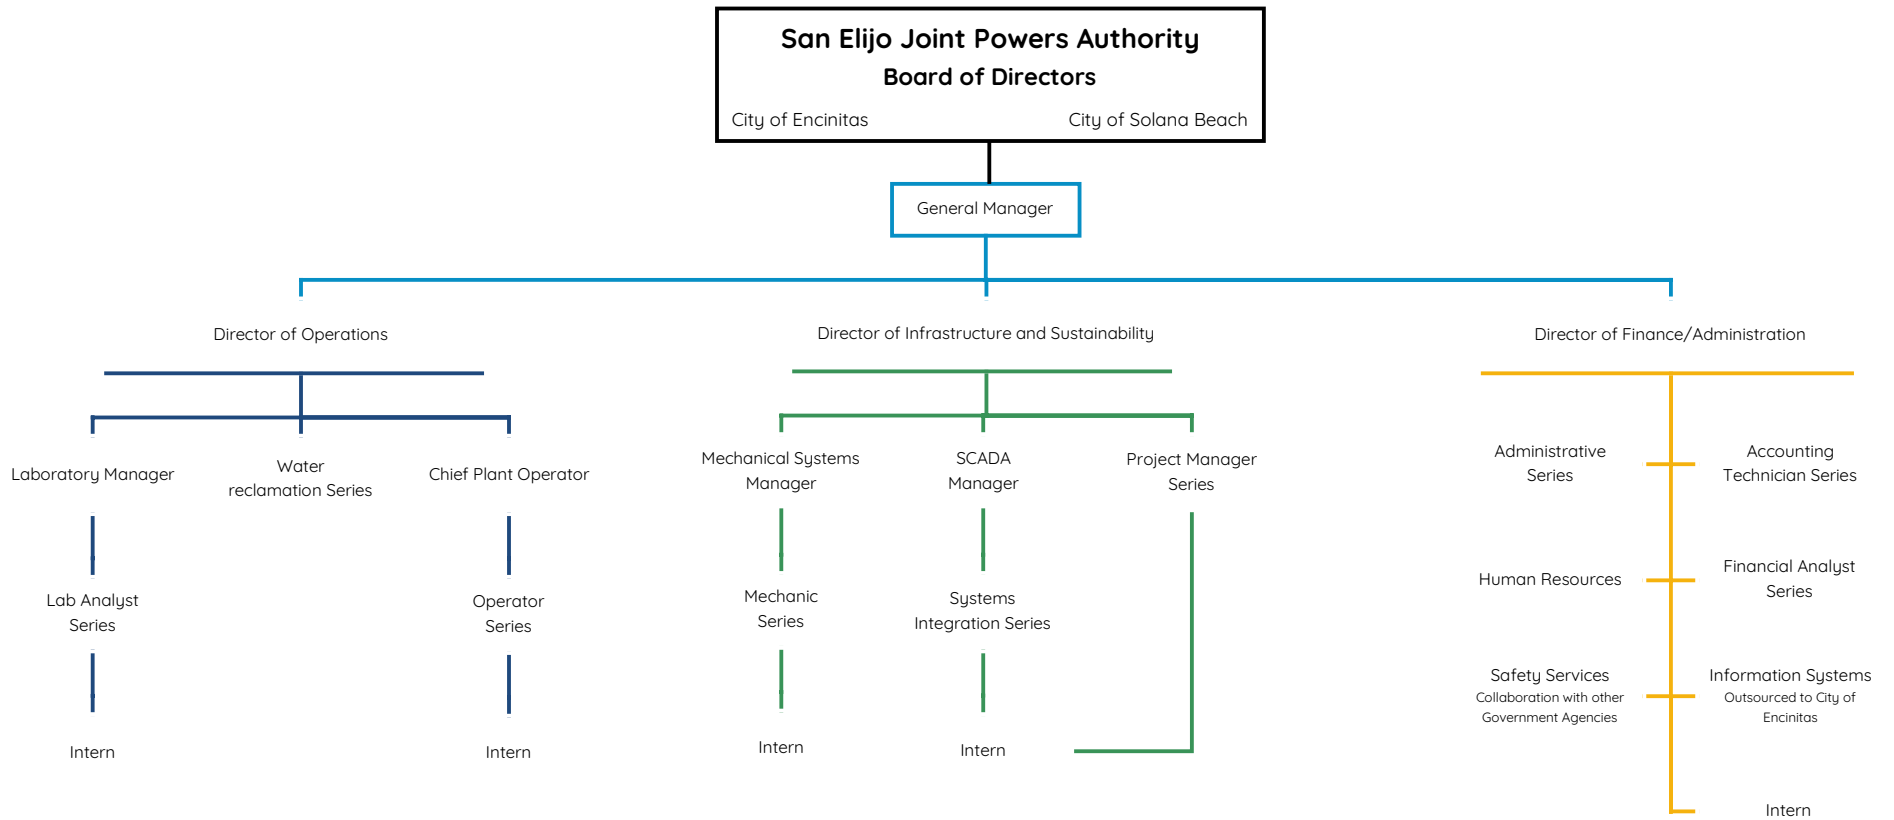 San Elijo Joint Powers Authority
Board of Directors
City of Encinitas
City of Solana Beach
General Manager
Director of Operations
Director of Infrastructure and Sustainability
Director of Finance/Administration
Laboratory Manager
Water
reclamation Series
Chief Plant Operator
Mechanical Systems
Manager
SCADA
Manager
Project Manager
Series
Administrative
Series
Accounting
Technician Series
Lab Analyst
Series
Operator
Series
Mechanic
Series
Systems
Integration Series
Human Resources
Financial Analyst
Series
Safety Services
Collaboration with other
Government Agencies
Information Systems
Outsourced to City of
Encinitas
Intern
Intern
Intern
Intern
Intern